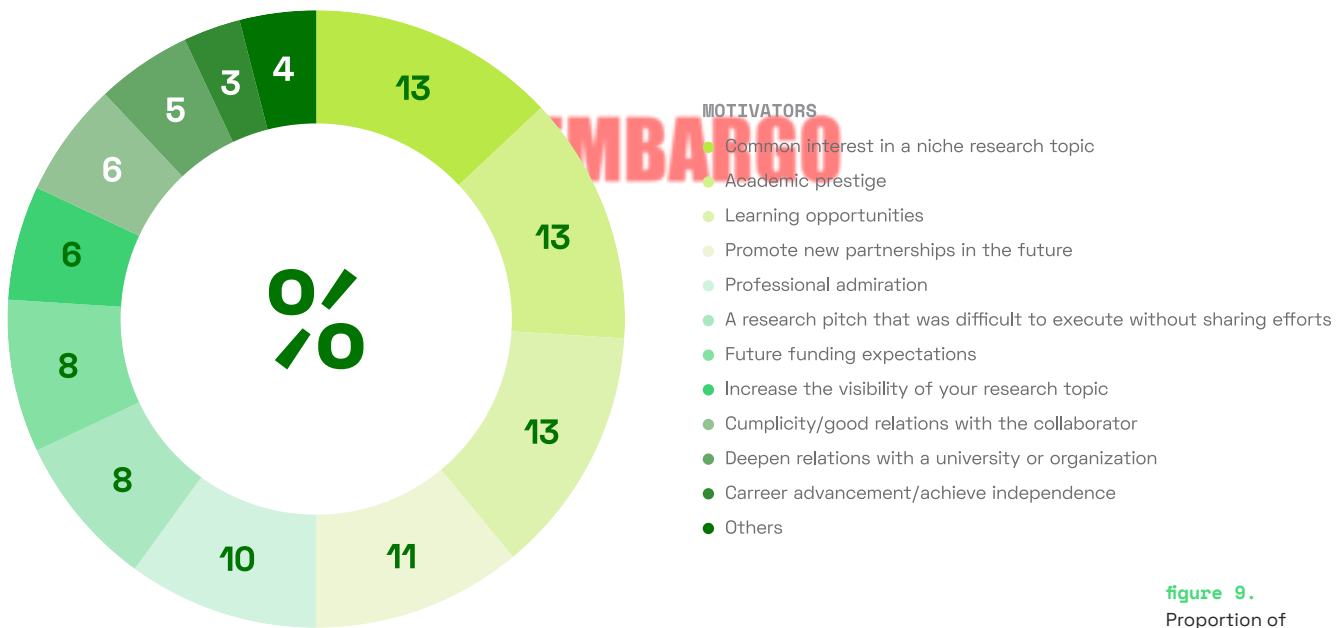 13
13
13
11
10
8
8
6
6
5
3
4
%
MBARGO
MOTIVATORS
Common interest in a niche research topic
Academic prestige
Learning opportunities
Promote new partnerships in the future
Professional admiration
A research pitch that was difficult to execute without sharing efforts
Future funding expectations
Increase the visibility of your research topic
Cumplicity/good relations with the collaborator
Deepen relations with a university or organization
Carreer advancement/achieve independence
Others
figure 9.
Proportion of